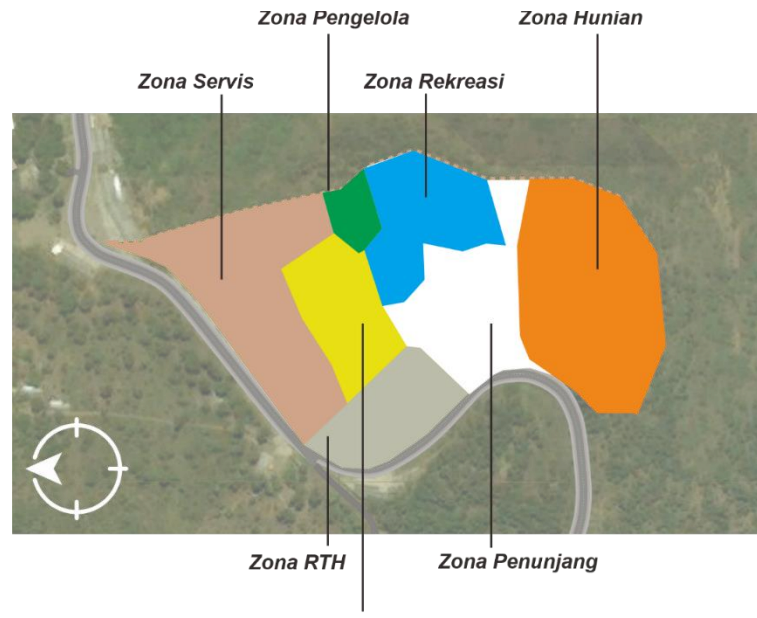 Zona Pengelola
Zona Hunian
Zona Servis
Zona Rekreasi
Zona RTH
Zona Penunjang